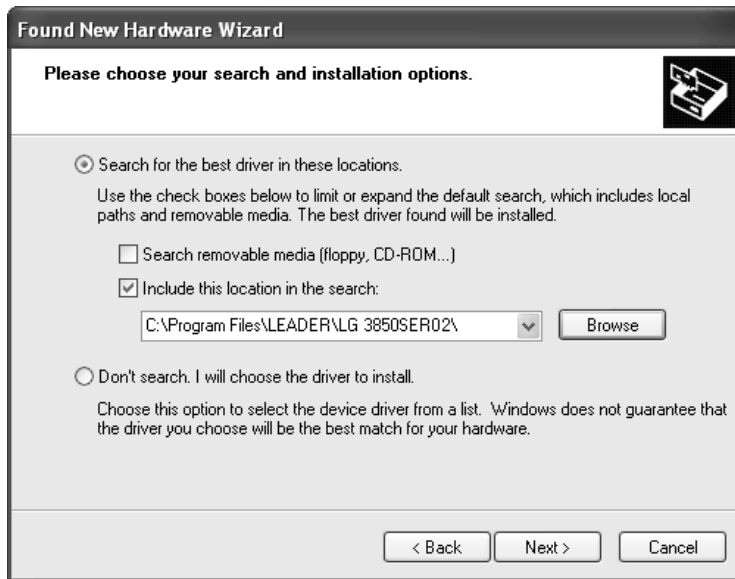 Found New Hardware Wizard
Please choose your search and installation options.
Search for the best driver in these locations.
Use the check boxes below to limit or expand the default search, which includes local
paths and removable media. The best driver found will be installed.
Search removable media (floppy, CD-ROM...)
Include this location in the search:
C:\Program Files\LEADER\LG 3850SER02\
Browse
Don't search. I will choose the driver to install.
Choose this option to select the device driver from a list.  Windows does not guarantee that
the driver you choose will be the best match for your hardware.
< Back
Next >
Cancel